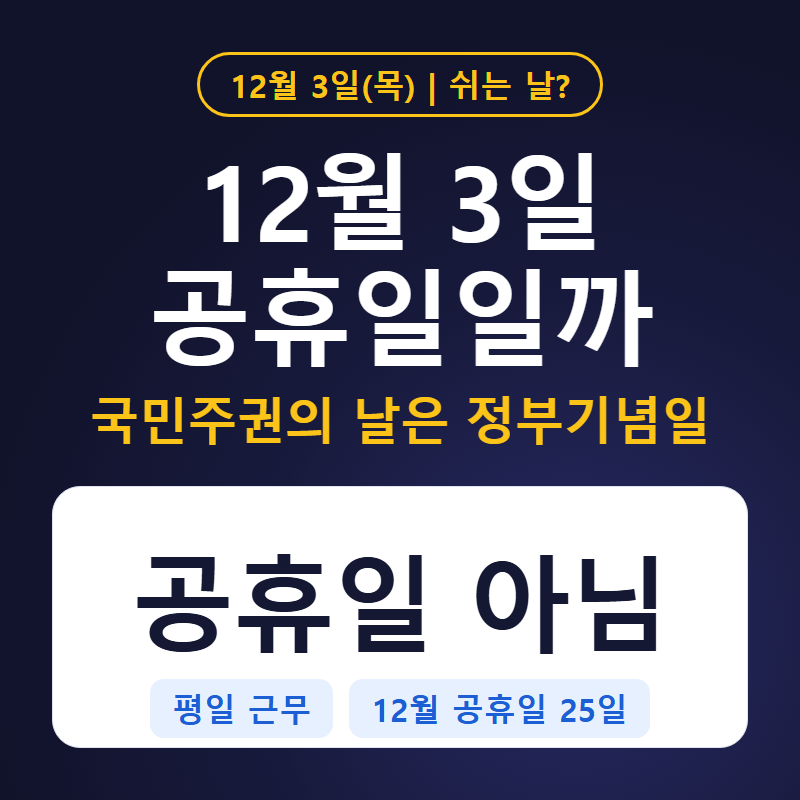 12월 3일(목) | 쉬는 날?
12월 3일
공휴일일까
국민주권의 날은 정부기념일
공휴일 아님
평일 근무
12월 공휴일 25일